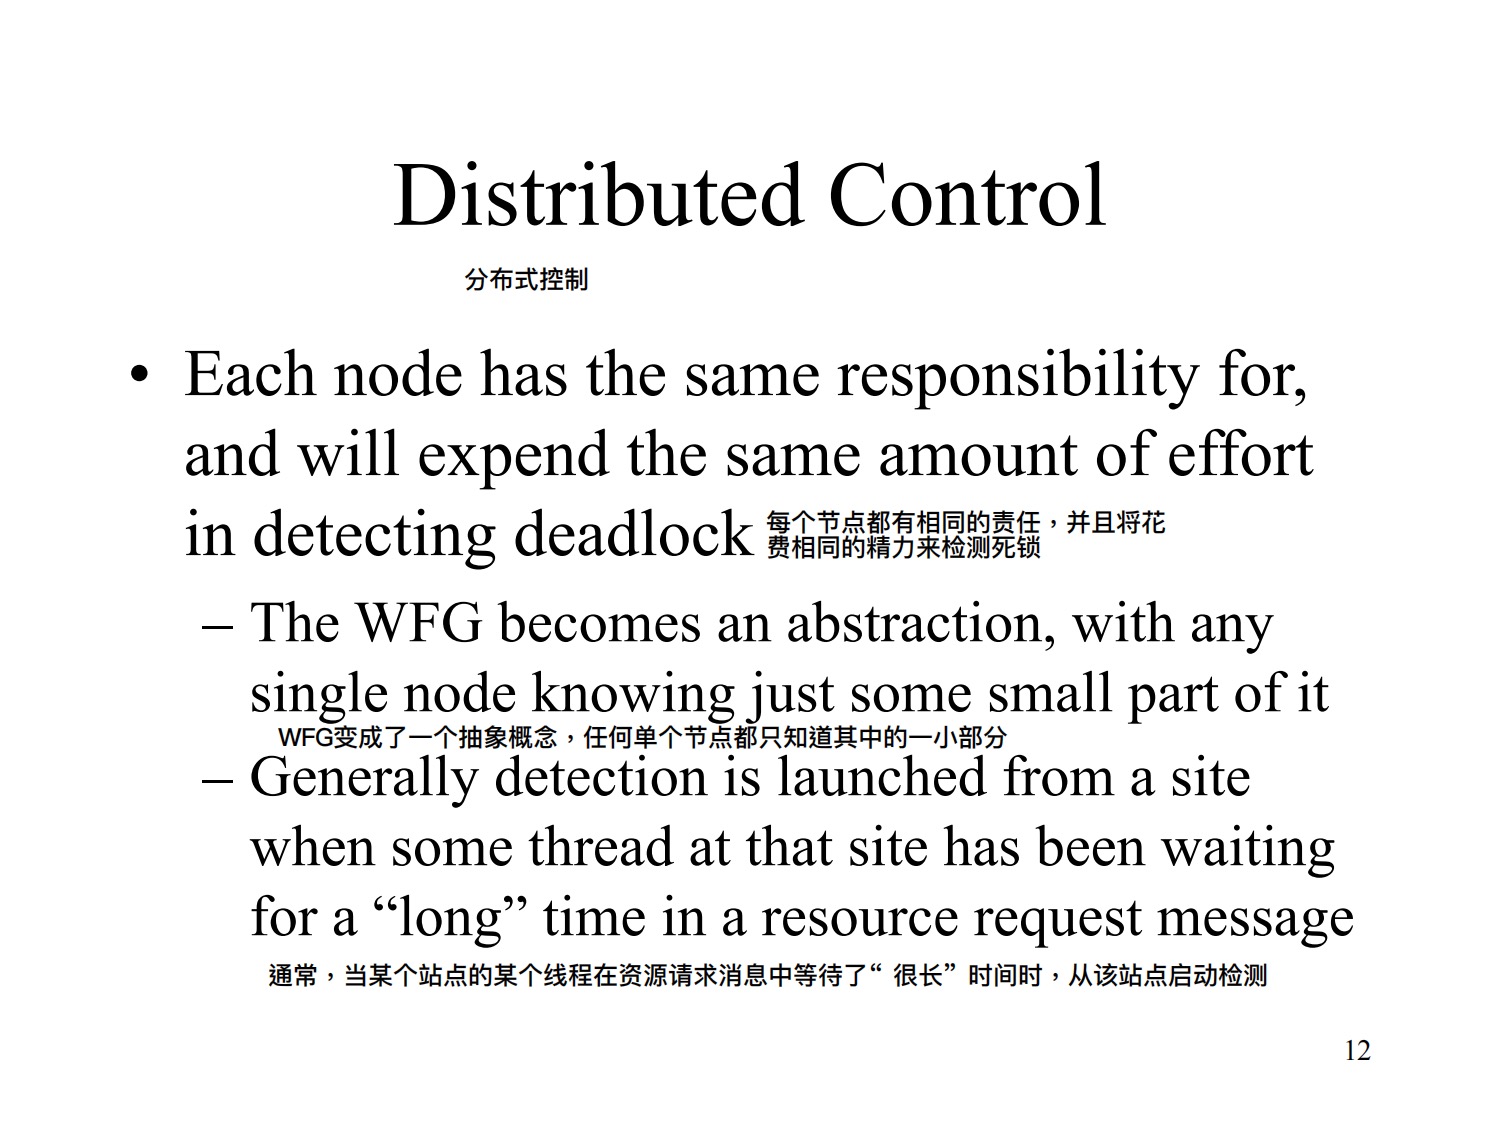 Distributed Control
分布式控制
• Each node has the same responsibility for,
and will expend the same amount of effort
in detecting deadlock 每个节点都有相同的责任，并且将花
费相同的精力来检测死锁
– The WFG becomes an abstraction, with any
single node knowing just some small part of it
WFG变成了一个抽象概念，任何单个节点都只知道其中的一小部分
– Generally detection is launched from a site
when some thread at that site has been waiting
for a “long” time in a resource request message
通常，当某个站点的某个线程在资源请求消息中等待了“ 很长” 时间时，从该站点启动检测
12